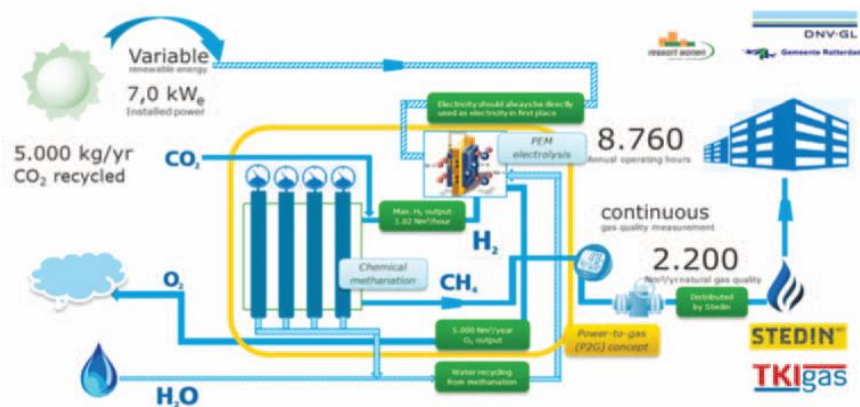 Variable
renewable energy
7,0 kWe
Installed power
5.000 kg/yr
CO2 recycled
ressort wonen
DNV·GL
Gemeente Rotterdam
Electricity should always be directly
used as electricity in first place
PEM
electrolysis
8.760
Annual operating hours
CO2
Max. H2 output
1.02 Nm³/hour
H2
continuous
gas quality measurement
Chemical
methanation
CH4
2.200
Nm³/yr natural gas quality
Distributed
by Stedin
O2
5.000 Nm³/year
O2 output
Power-to-gas
(P2G) concept
STEDIN
H2O
Water recycling
from methanation
TKIgas